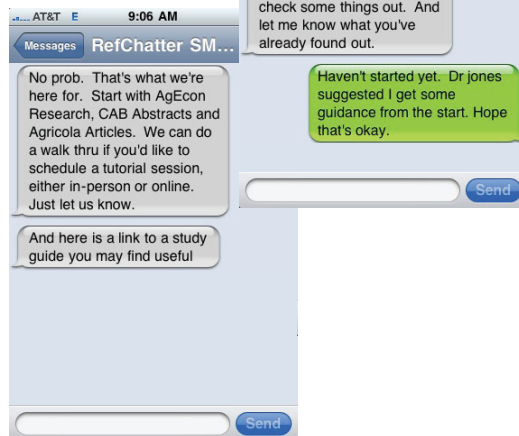 AT&T E 9:06 AM
Messages RefChatter SM...
No prob. That's what we're
here for. Start with AgEcon
Research, CAB Abstracts and
Agricola Articles. We can do
a walk thru if you'd like to
schedule a tutorial session,
either in-person or online.
Just let us know.
And here is a link to a study
guide you may find useful
Send
check some things out. And
let me know what you've
already found out.
Haven't started yet. Dr jones
suggested I get some
guidance from the start. Hope
that's okay.
Send